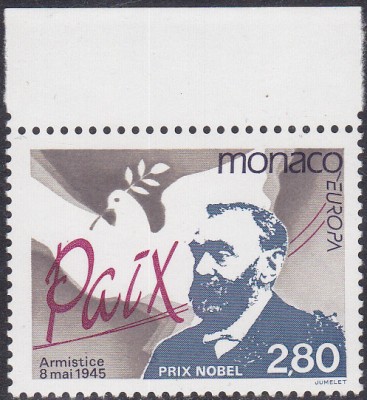 monaco
EUROPA
Paix
Armistice
8 mai 1945
PRIX NOBEL
2,80
JUMELET